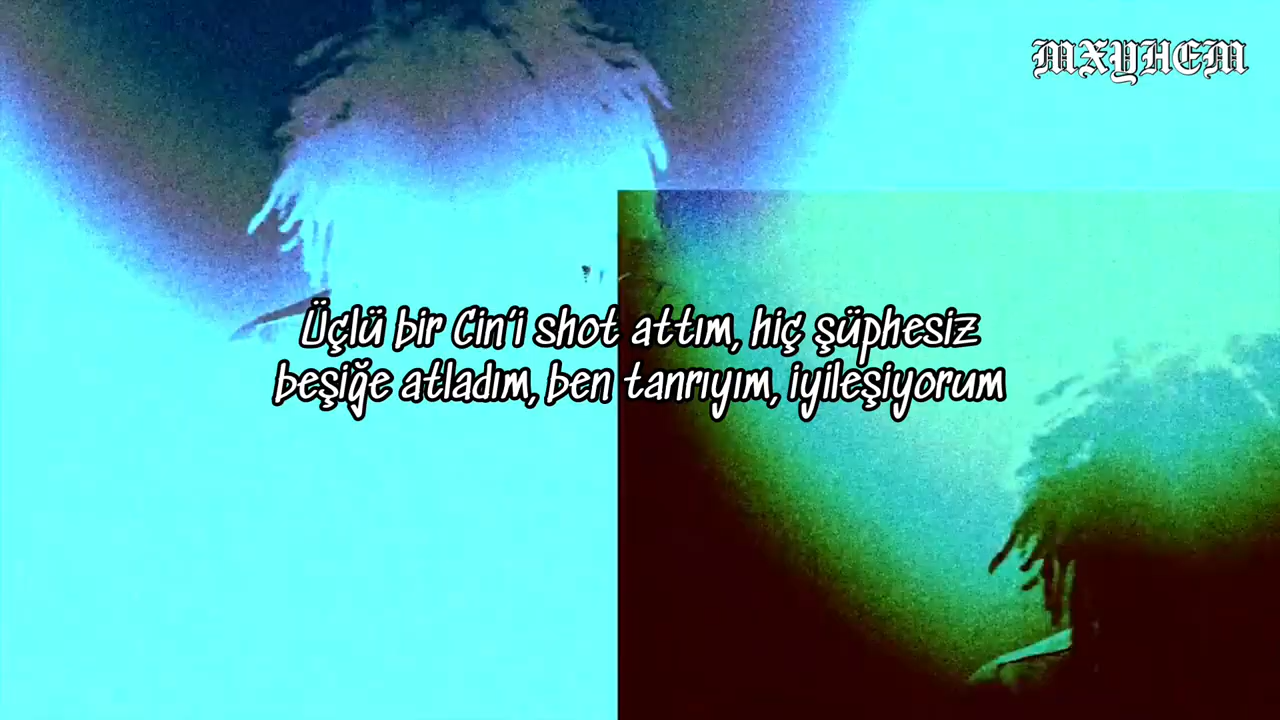 MXYHEM
Üçlü bir Cin'i shot attım, hiç şüphesiz
beşiğe atladım, ben tanrıyım, iyileşiyorum